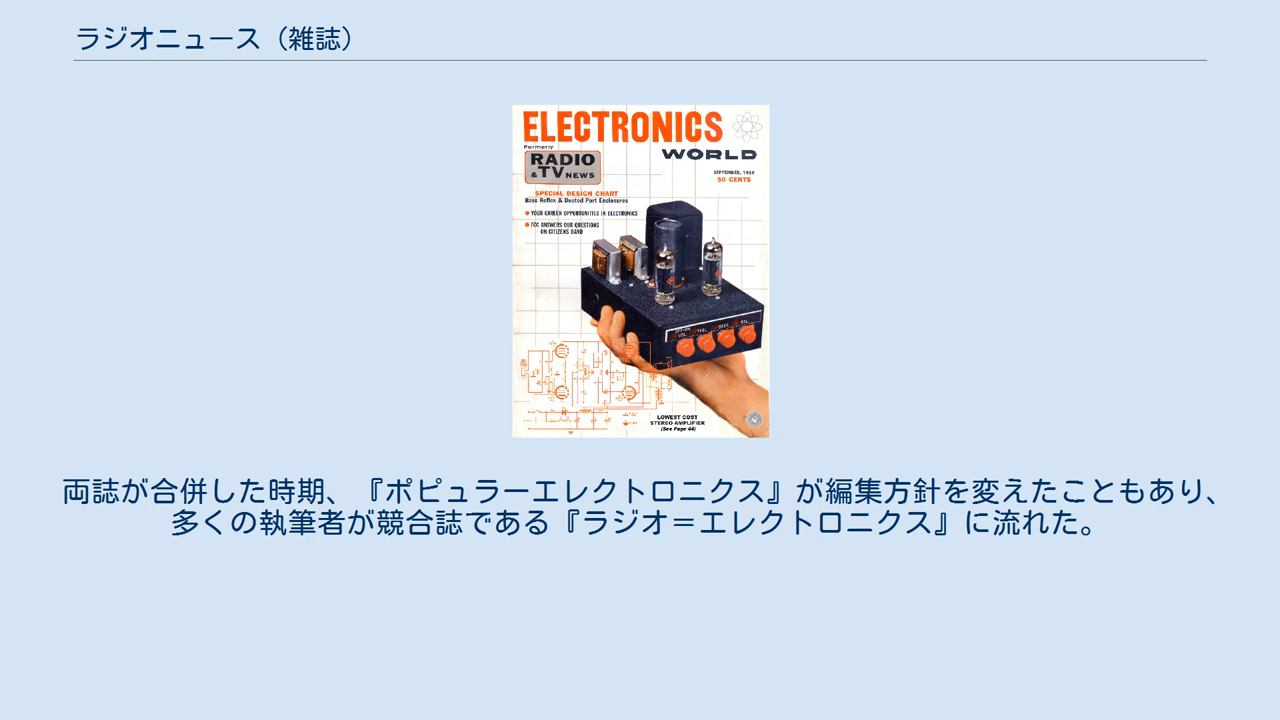 ラジオニュース（雑誌）
ELECTRONICS
WORLD
Formerly
RADIO
& TV NEWS
SEPTEMBER, 1959
50 CENTS
SPECIAL DESIGN CHART
Bass Reflex & Ducted Port Enclosures
YOUR CAREER OPPORTUNITIES IN ELECTRONICS
FCC ANSWERS OUR QUESTIONS
ON CITIZENS BAND
LOWEST COST
STEREO AMPLIFIER
(See Page 44)
両誌が合併した時期、『ポピュラーエレクトロニクス』が編集方針を変えたこともあり、
多くの執筆者が競合誌である『ラジオ＝エレクトロニクス』に流れた。